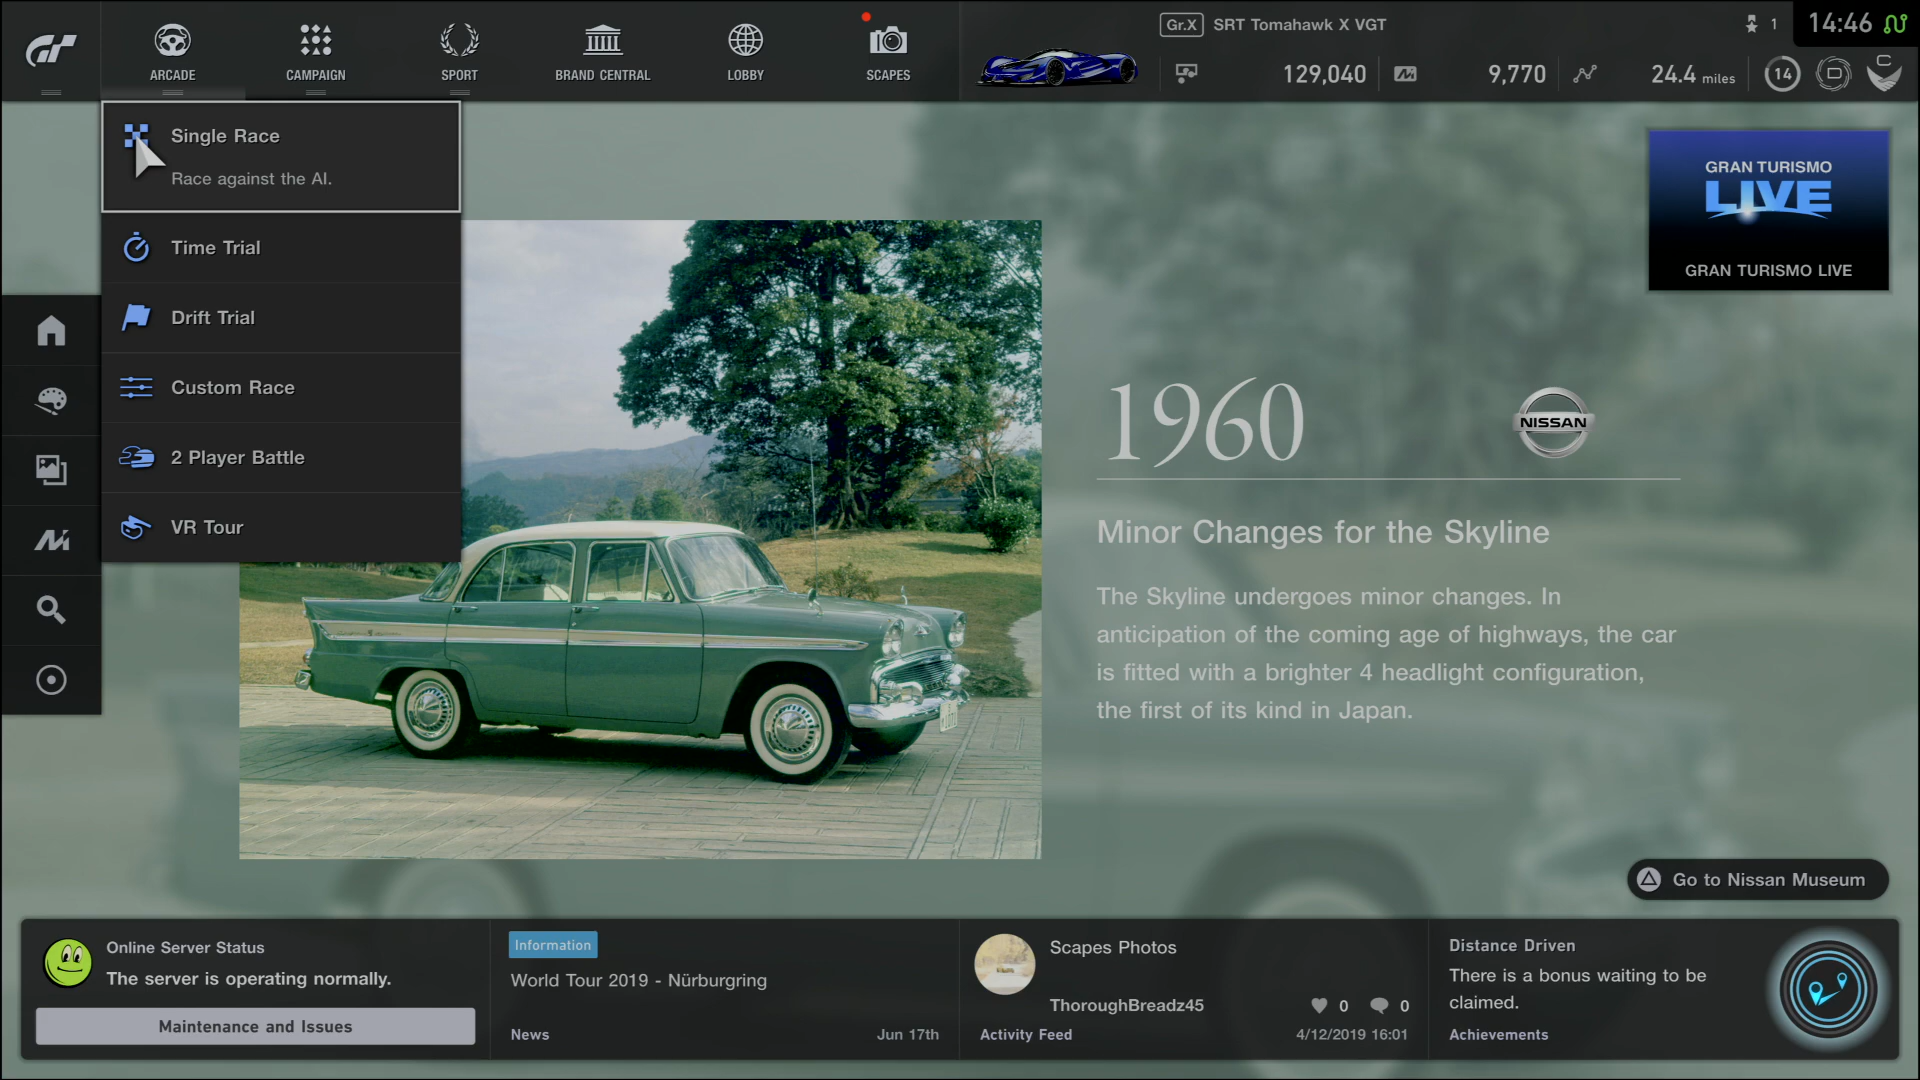 ARCADE
CAMPAIGN
SPORT
BRAND CENTRAL
LOBBY
SCAPES
Gr.X SRT Tomahawk X VGT
1
14:46
129,040
9,770
24.4 miles
14
D
C
Single Race
Race against the AI.
Time Trial
Drift Trial
Custom Race
2 Player Battle
VR Tour
GRAN TURISMO
LIVE
GRAN TURISMO LIVE
1960
NISSAN
Minor Changes for the Skyline
The Skyline undergoes minor changes. In
anticipation of the coming age of highways, the car
is fitted with a brighter 4 headlight configuration,
the first of its kind in Japan.
Go to Nissan Museum
Online Server Status
The server is operating normally.
Maintenance and Issues
Information
World Tour 2019 - Nürburgring
News
Jun 17th
Scapes Photos
ThoroughBreadz45
0
0
Activity Feed
4/12/2019 16:01
Distance Driven
There is a bonus waiting to be
claimed.
Achievements